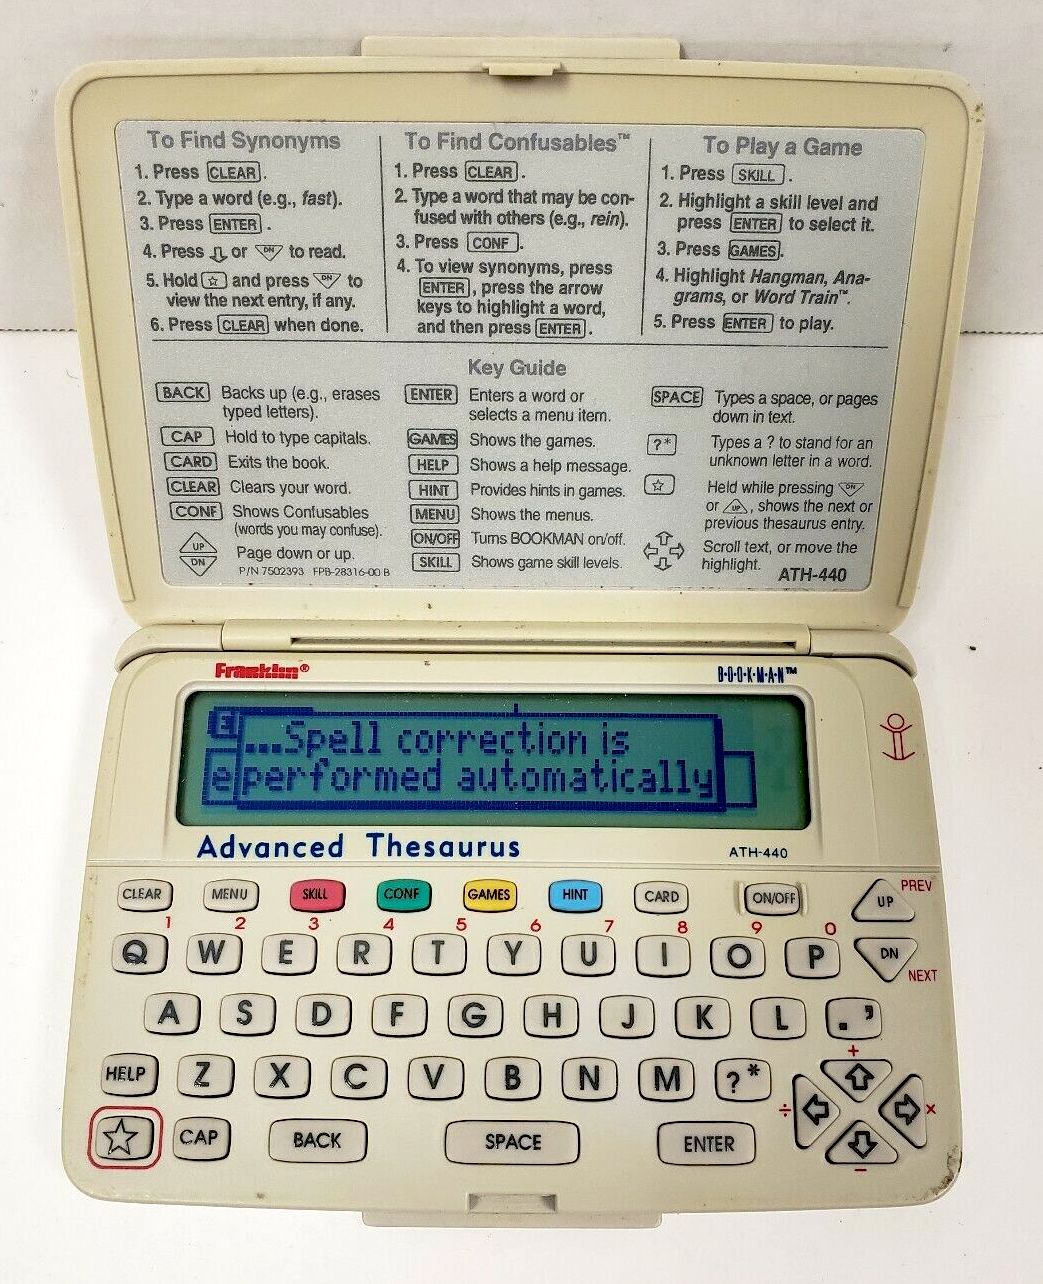 To Find Synonyms
1. Press CLEAR.
2. Type a word (e.g., fast).
3. Press ENTER.
4. Press ⇩ or DN to read.
5. Hold ☆ and press DN to
view the next entry, if any.
6. Press CLEAR when done.
To Find Confusables™
1. Press CLEAR.
2. Type a word that may be con-
fused with others (e.g., rein).
3. Press CONF.
4. To view synonyms, press
ENTER, press the arrow
keys to highlight a word,
and then press ENTER.
To Play a Game
1. Press SKILL.
2. Highlight a skill level and
press ENTER to select it.
3. Press GAMES.
4. Highlight Hangman, Ana-
grams, or Word Train™.
5. Press ENTER to play.
Key Guide
BACK Backs up (e.g., erases
typed letters).
CAP Hold to type capitals.
CARD Exits the book.
CLEAR Clears your word.
CONF Shows Confusables
(words you may confuse).
UP
DN Page down or up.
P/N 7502393 FPB-28316-00 B
ENTER Enters a word or
selects a menu item.
GAMES Shows the games.
HELP Shows a help message.
HINT Provides hints in games.
MENU Shows the menus.
ON/OFF Turns BOOKMAN on/off.
SKILL Shows game skill levels.
SPACE Types a space, or pages
down in text.
?* Types a ? to stand for an
unknown letter in a word.
☆ Held while pressing DN
or UP, shows the next or
previous thesaurus entry.
Scroll text, or move the
highlight.
ATH-440
Franklin® B·O·O·K·M·A·N™
E ...Spell correction is
e performed automatically
Advanced Thesaurus ATH-440
CLEAR MENU SKILL CONF GAMES HINT CARD ON/OFF UP PREV
1 2 3 4 5 6 7 8 9 0
Q W E R T Y U I O P DN NEXT
A S D F G H J K L . ’
HELP Z X C V B N M ?* +
÷ ×
☆ CAP BACK SPACE ENTER
−